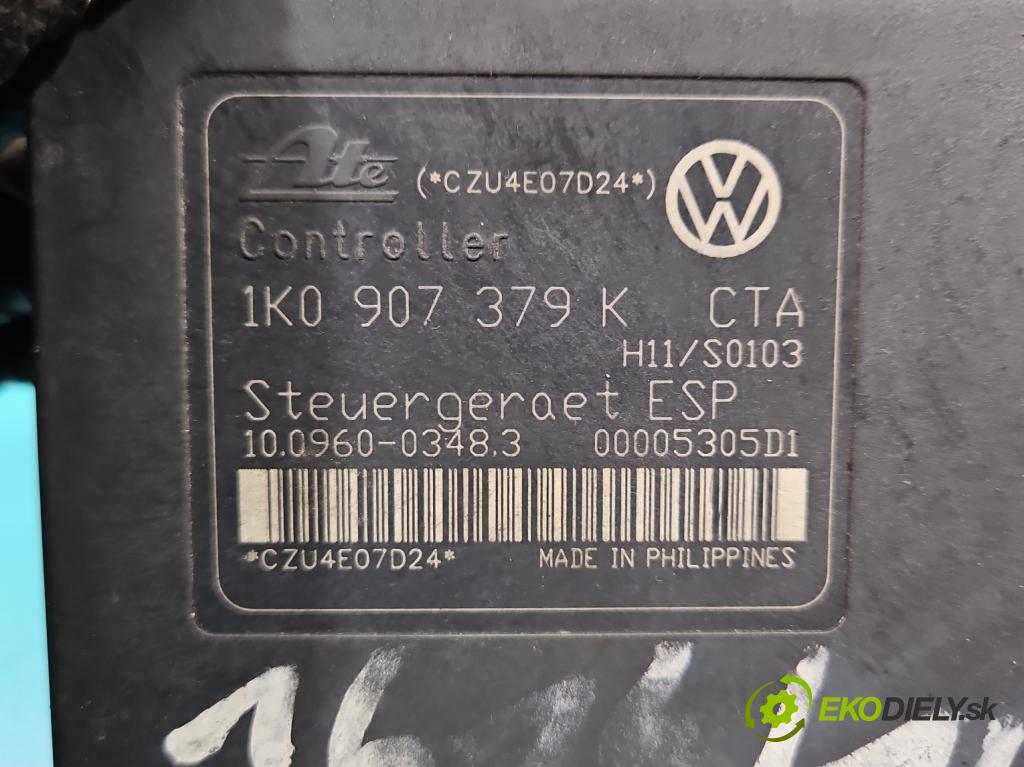 Ate (*CZU4E07D24*)
Controller
1K0 907 379 K CTA
H11/S0103
Steuergeraet ESP
10.0960-0348.3 00005305D1
*CZU4E07D24* MADE IN PHILIPPINES
EKODIELY.sk